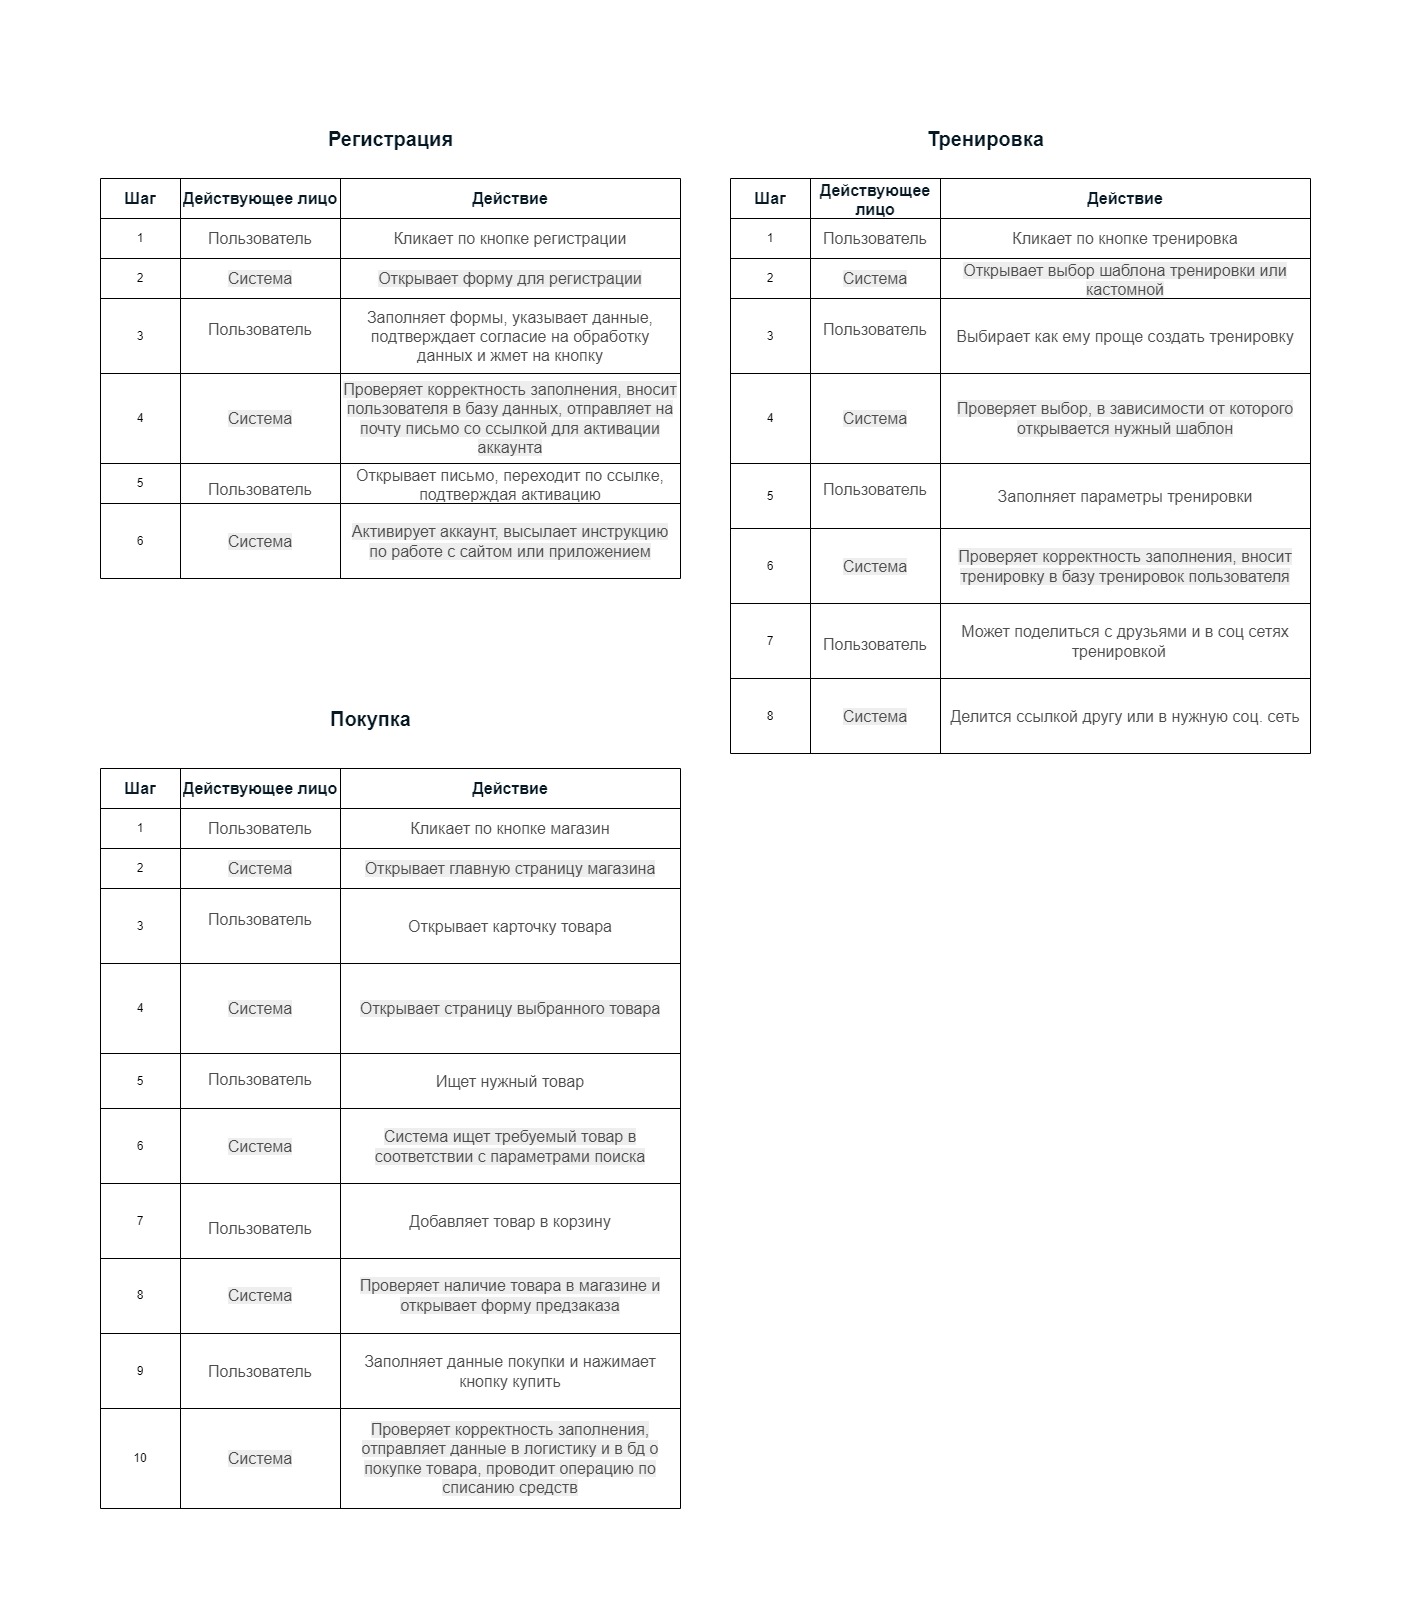 Регистрация
Шаг Действующее лицо Действие
1 Пользователь Кликает по кнопке регистрации
2 Система Открывает форму для регистрации
3 Пользователь Заполняет формы, указывает данные,
подтверждает согласие на обработку
данных и жмет на кнопку
4 Система Проверяет корректность заполнения, вносит
пользователя в базу данных, отправляет на
почту письмо со ссылкой для активации
аккаунта
5 Пользователь Открывает письмо, переходит по ссылке,
подтверждая активацию
6 Система Активирует аккаунт, высылает инструкцию
по работе с сайтом или приложением
Тренировка
Шаг Действующее
лицо Действие
1 Пользователь Кликает по кнопке тренировка
2 Система Открывает выбор шаблона тренировки или
кастомной
3 Пользователь Выбирает как ему проще создать тренировку
4 Система Проверяет выбор, в зависимости от которого
открывается нужный шаблон
5 Пользователь Заполняет параметры тренировки
6 Система Проверяет корректность заполнения, вносит
тренировку в базу тренировок пользователя
7 Пользователь Может поделиться с друзьями и в соц сетях
тренировкой
8 Система Делится ссылкой другу или в нужную соц. сеть
Покупка
Шаг Действующее лицо Действие
1 Пользователь Кликает по кнопке магазин
2 Система Открывает главную страницу магазина
3 Пользователь Открывает карточку товара
4 Система Открывает страницу выбранного товара
5 Пользователь Ищет нужный товар
6 Система Система ищет требуемый товар в
соответствии с параметрами поиска
7 Пользователь Добавляет товар в корзину
8 Система Проверяет наличие товара в магазине и
открывает форму предзаказа
9 Пользователь Заполняет данные покупки и нажимает
кнопку купить
10 Система Проверяет корректность заполнения,
отправляет данные в логистику и в бд о
покупке товара, проводит операцию по
списанию средств